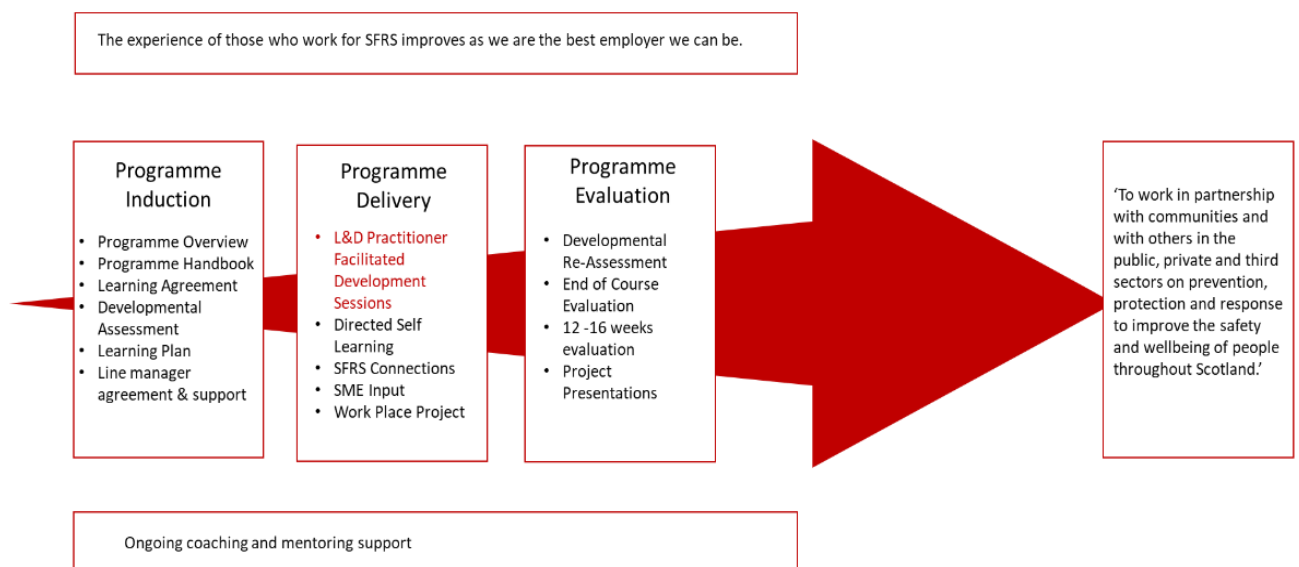 The experience of those who work for SFRS improves as we are the best employer we can be.
Programme
Induction
• Programme Overview
• Programme Handbook
• Learning Agreement
• Developmental
Assessment
• Learning Plan
• Line manager
agreement & support
Programme
Delivery
• L&D Practitioner
Facilitated
Development
Sessions
• Directed Self
Learning
• SFRS Connections
• SME Input
• Work Place Project
Programme
Evaluation
• Developmental
Re-Assessment
• End of Course
Evaluation
• 12 -16 weeks
evaluation
• Project
Presentations
‘To work in partnership
with communities and
with others in the
public, private and third
sectors on prevention,
protection and response
to improve the safety
and wellbeing of people
throughout Scotland.’
Ongoing coaching and mentoring support